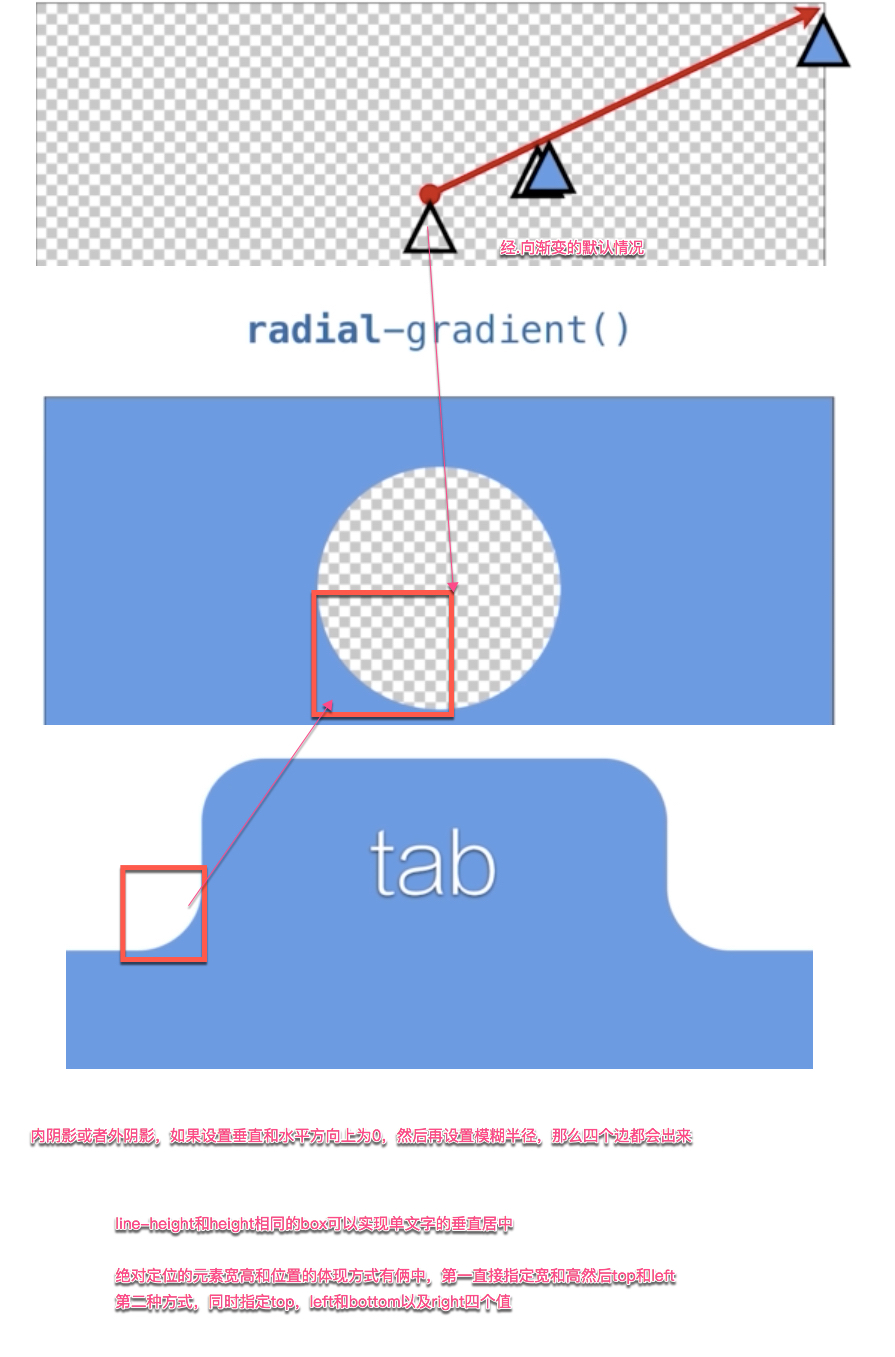 经.向渐变的默认情况
radial-gradient()
tab
内阴影或者外阴影，如果设置垂直和水平方向上为0，然后再设置模糊半径，那么四个边都会出来
line-height和height相同的box可以实现单文字的垂直居中
绝对定位的元素宽高和位置的体现方式有俩中，第一直接指定宽和高然后top和left
第二种方式，同时指定top，left和bottom以及right四个值